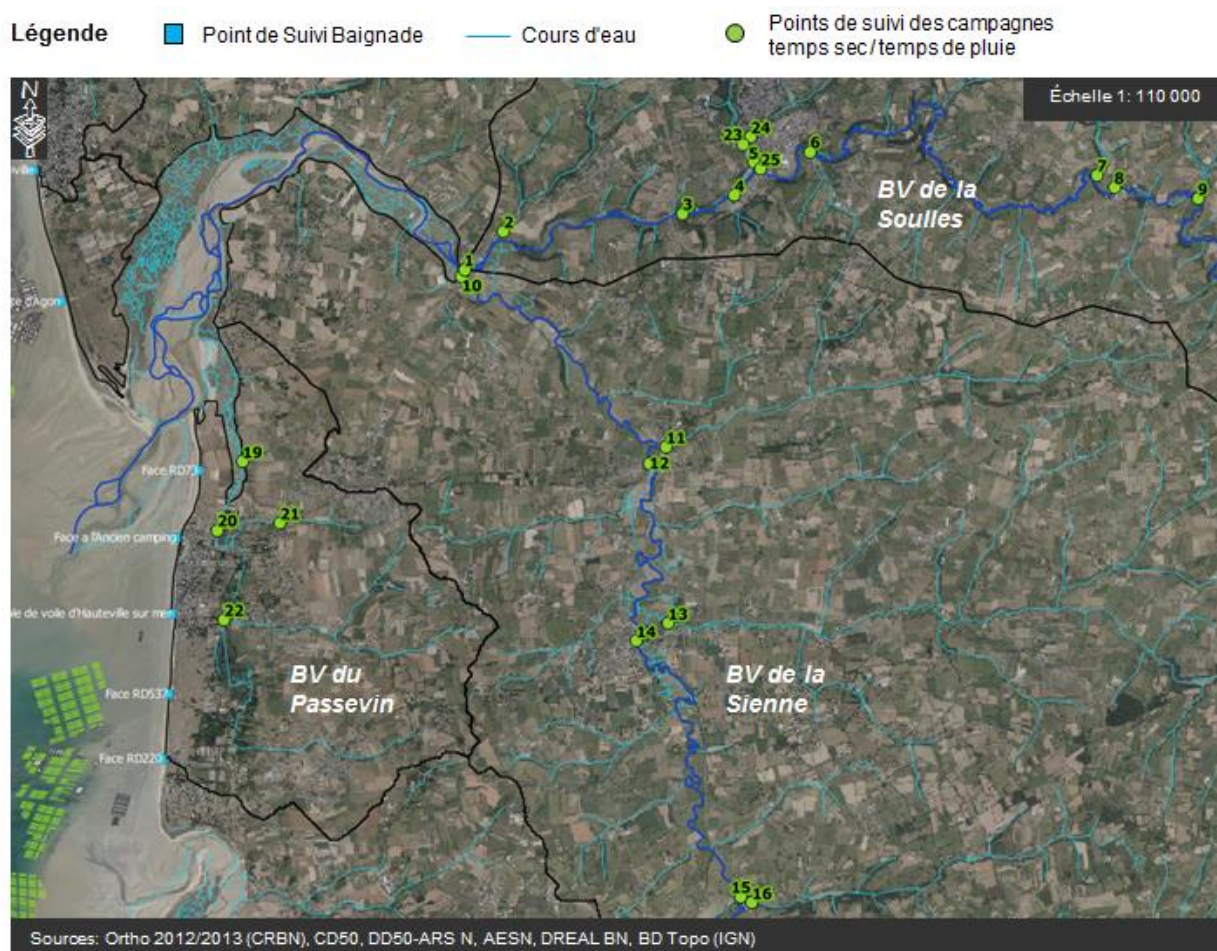 Légende
Point de Suivi Baignade
Cours d'eau
Points de suivi des campagnes
temps sec/temps de pluie
N
Échelle 1: 110 000
23
24
5
25
6
7
8
9
4
3
2
BV de la
Soulles
1
10
11
12
Face RD73
19
20
21
Face a l'Ancien camping
22
de voile d'Hauteville sur mer
13
14
BV du
Passevin
BV de la
Sienne
Face RD537
Face RD220
15
16
Sources: Ortho 2012/2013 (CRBN), CD50, DD50-ARS N, AESN, DREAL BN, BD Topo (IGN)